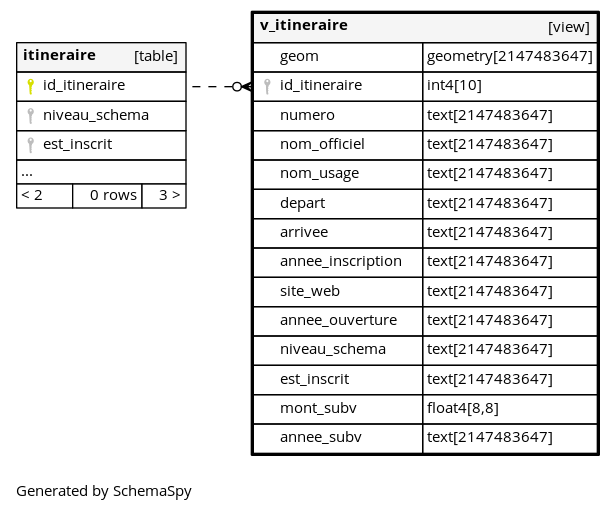 itineraire [table]
id_itineraire
niveau_schema
est_inscrit
...
< 2 0 rows 3 >
v_itineraire [view]
geom geometry[2147483647]
id_itineraire int4[10]
numero text[2147483647]
nom_officiel text[2147483647]
nom_usage text[2147483647]
depart text[2147483647]
arrivee text[2147483647]
annee_inscription text[2147483647]
site_web text[2147483647]
annee_ouverture text[2147483647]
niveau_schema text[2147483647]
est_inscrit text[2147483647]
mont_subv float4[8,8]
annee_subv text[2147483647]
Generated by SchemaSpy